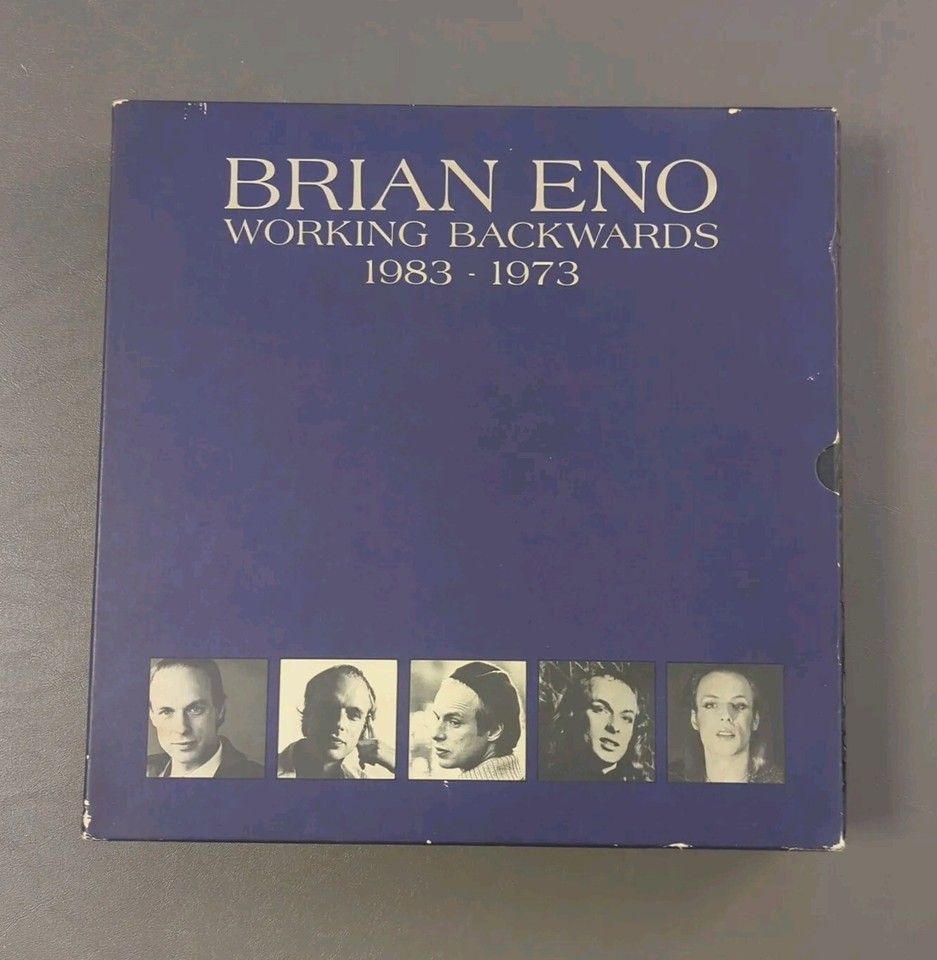 BRIAN ENO
WORKING BACKWARDS
1983 - 1973